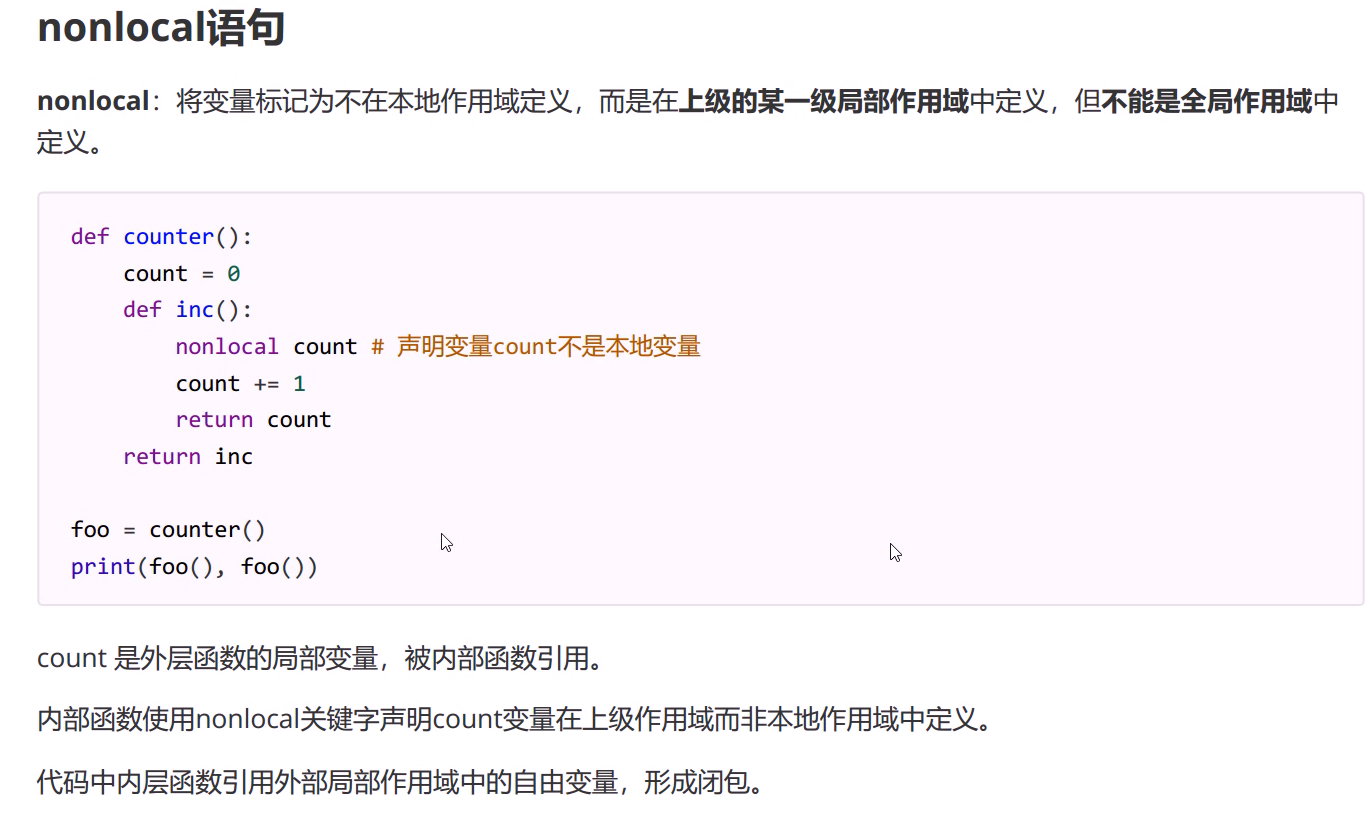 nonlocal语句
nonlocal：将变量标记为不在本地作用域定义，而是在上级的某一级局部作用域中定义，但不能是全局作用域中
定义。
def counter():
    count = 0
    def inc():
        nonlocal count # 声明变量count不是本地变量
        count += 1
        return count
    return inc

foo = counter()
print(foo(), foo())
count 是外层函数的局部变量，被内部函数引用。
内部函数使用nonlocal关键字声明count变量在上级作用域而非本地作用域中定义。
代码中内层函数引用外部局部作用域中的自由变量，形成闭包。